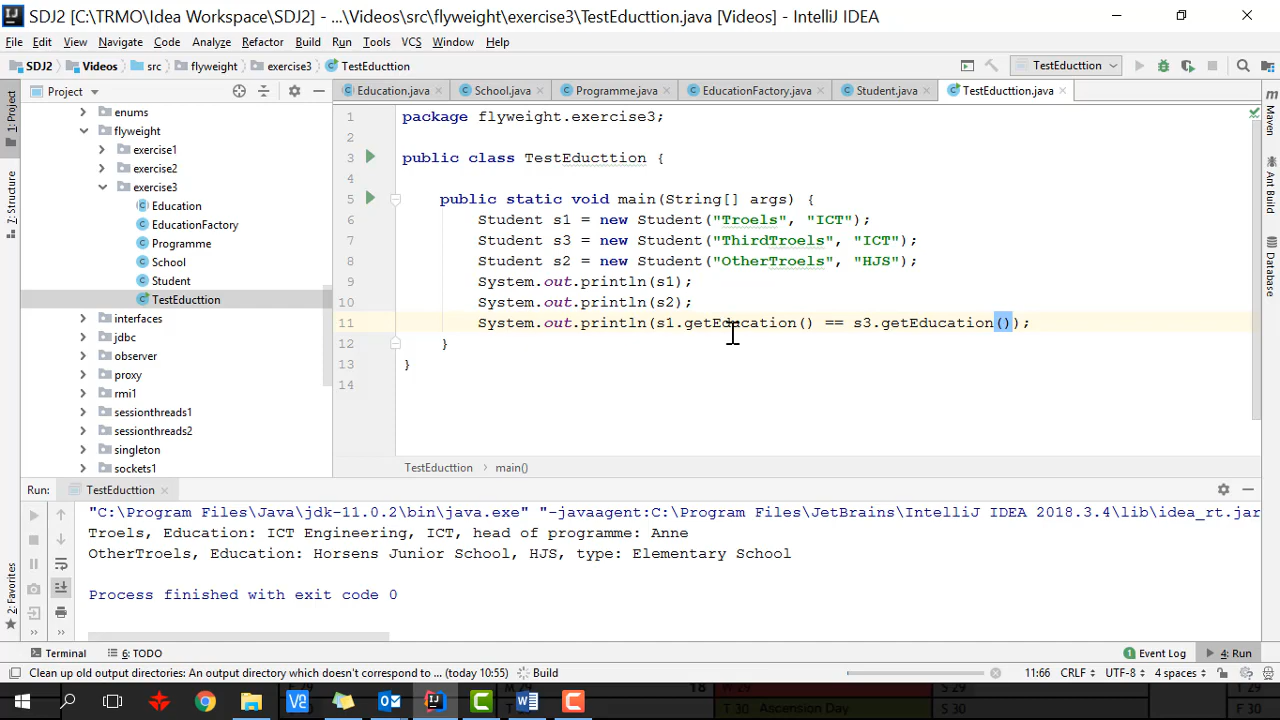 SDJ2 [C:\TRMO\Idea Workspace\SDJ2] - ...\Videos\src\flyweight\exercise3\TestEducttion.java [Videos] - IntelliJ IDEA
File Edit View Navigate Code Analyze Refactor Build Run Tools VCS Window Help
SDJ2 Videos src flyweight exercise3 TestEducttion TestEducttion
Project Education.java School.java Programme.java EducationFactory.java Student.java TestEducttion.java
1: Project
Z: Structure
2: Favorites
Maven
Ant Build
Database
enums
flyweight
exercise1
exercise2
exercise3
Education
EducationFactory
Programme
School
Student
TestEducttion
interfaces
jdbc
observer
proxy
rmi1
sessionthreads1
sessionthreads2
singleton
sockets1
1 package flyweight.exercise3;
2
3 public class TestEducttion {
4
5 public static void main(String[] args) {
6 Student s1 = new Student("Troels", "ICT");
7 Student s3 = new Student("ThirdTroels", "ICT");
8 Student s2 = new Student("OtherTroels", "HJS");
9 System.out.println(s1);
10 System.out.println(s2);
11 System.out.println(s1.getEducation() == s3.getEducation());
12 }
13 }
14
TestEducttion main()
Run: TestEducttion
"C:\Program Files\Java\jdk-11.0.2\bin\java.exe" "-javaagent:C:\Program Files\JetBrains\IntelliJ IDEA 2018.3.4\lib\idea_rt.jar
Troels, Education: ICT Engineering, ICT, head of programme: Anne
OtherTroels, Education: Horsens Junior School, HJS, type: Elementary School
Process finished with exit code 0
Terminal 6: TODO 1 Event Log 4: Run
Clean up old output directories: An output directory which doesn't correspond to ... (today 10:55) Build 11:66 CRLF UTF-8 4 spaces
18 S 29
T 30 Ascension Day S 30